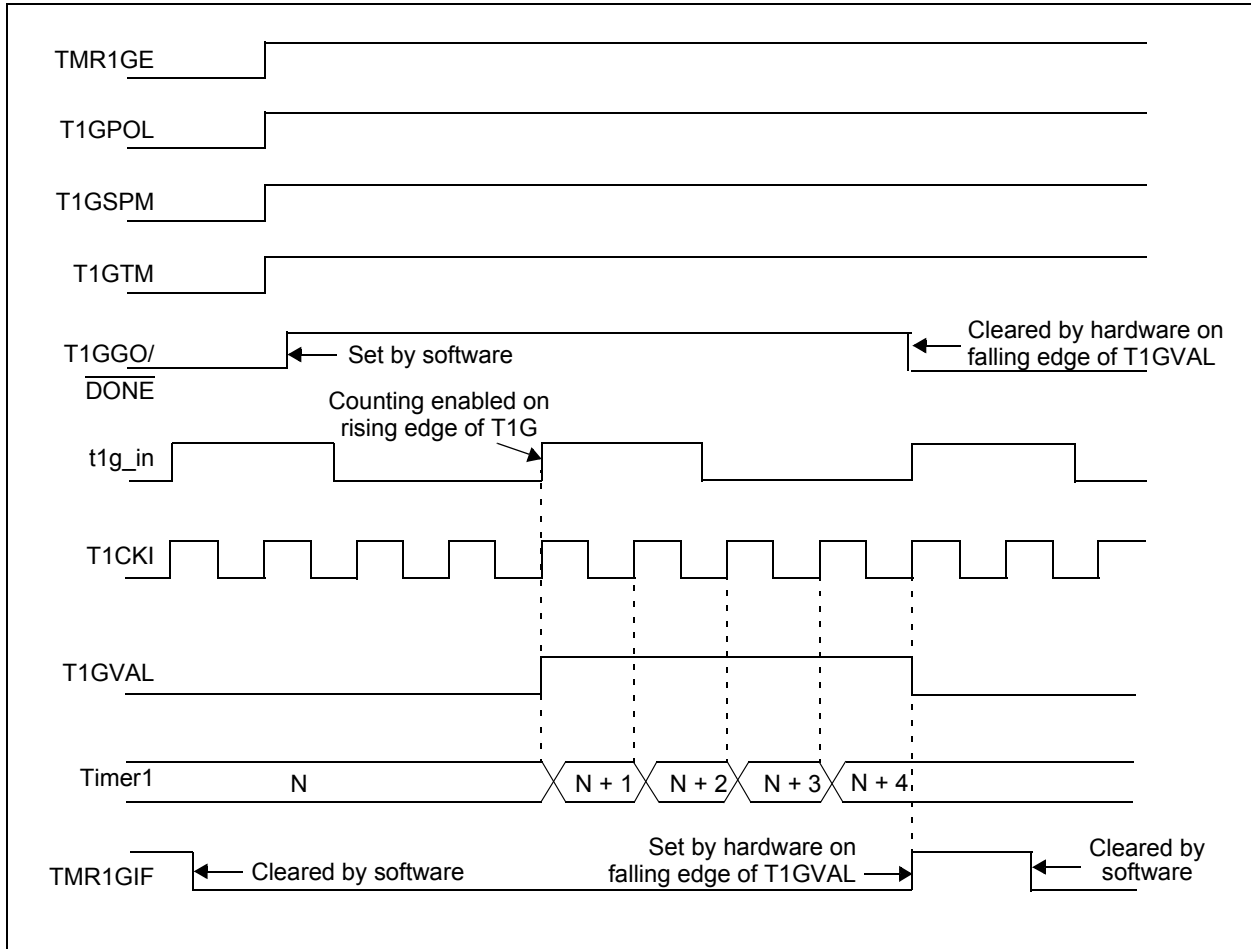 TMR1GE
T1GPOL
T1GSPM
T1GTM
T1GGO/
DONE
Set by software
Cleared by hardware on
falling edge of T1GVAL
Counting enabled on
rising edge of T1G
t1g_in
T1CKI
T1GVAL
Timer1
N
N + 1
N + 2
N + 3
N + 4
TMR1GIF
Cleared by software
Set by hardware on
falling edge of T1GVAL
Cleared by
software